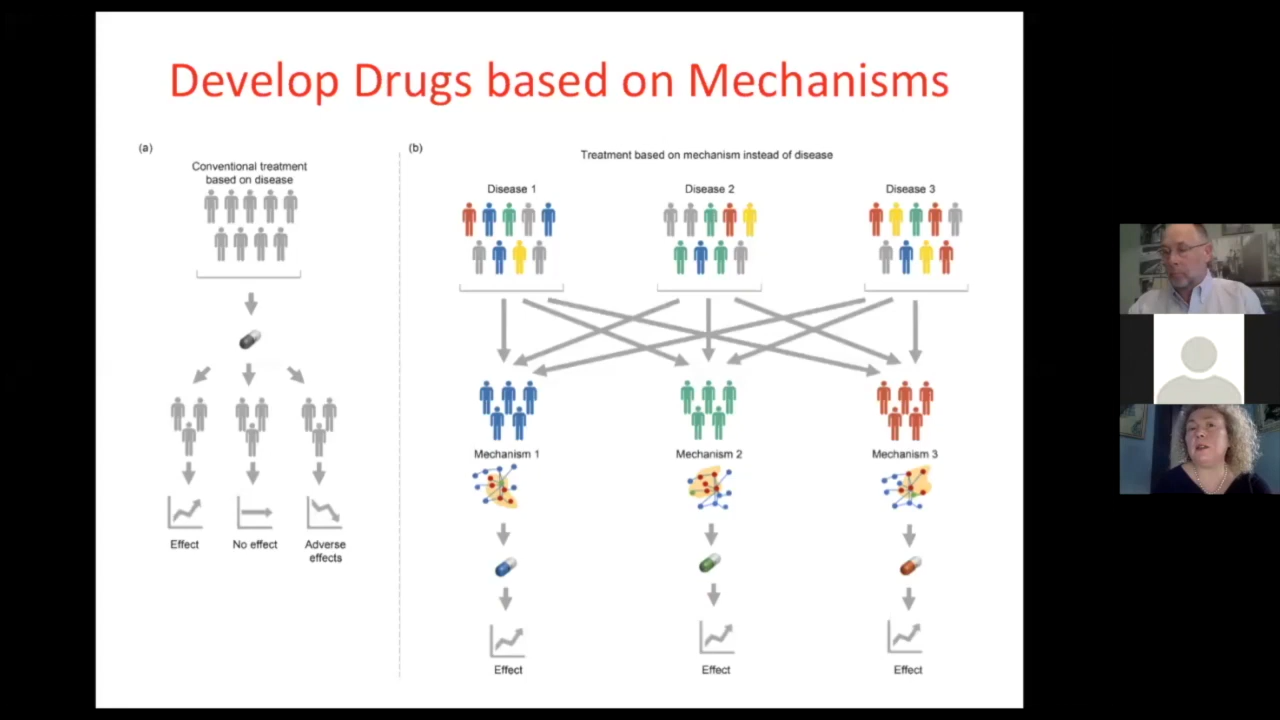 Develop Drugs based on Mechanisms
(a)
Conventional treatment
based on disease
Effect
No effect
Adverse
effects
(b)
Treatment based on mechanism instead of disease
Disease 1
Disease 2
Disease 3
Mechanism 1
Mechanism 2
Mechanism 3
Effect
Effect
Effect